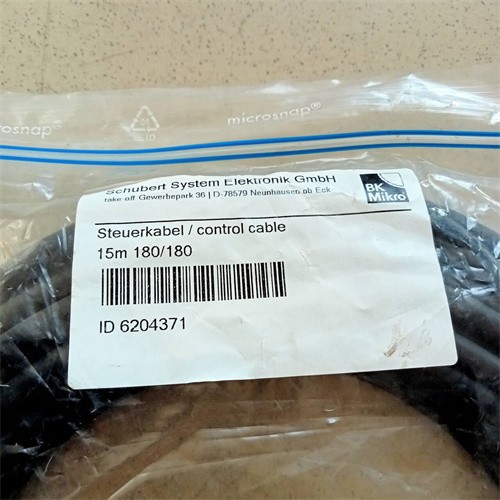 microsnap®
microsnap®
Schubert System Elektronik GmbH
take-off Gewerbepark 36 | D-78579 Neuhausen ob Eck
BK
Mikro
Steuerkabel / control cable
15m 180/180
ID 6204371